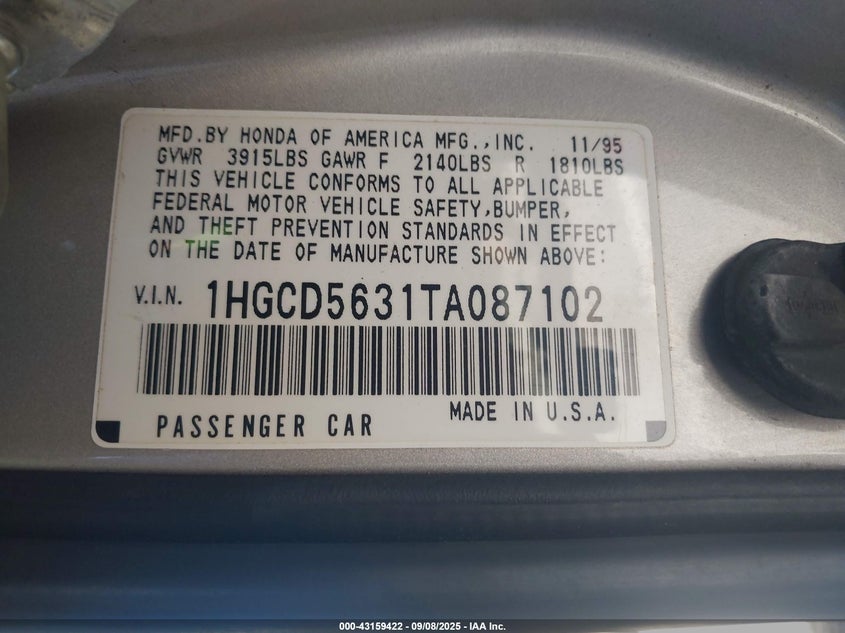 MFD.BY HONDA OF AMERICA MFG.,INC. 11/95
GVWR 3915LBS GAWR F 2140LBS R 1810LBS
THIS VEHICLE CONFORMS TO ALL APPLICABLE
FEDERAL MOTOR VEHICLE SAFETY,BUMPER,
AND THEFT PREVENTION STANDARDS IN EFFECT
ON THE DATE OF MANUFACTURE SHOWN ABOVE:
V.I.N. 1HGCD5631TA087102
PASSENGER CAR MADE IN U.S.A.
000-43159422 - 09/08/2025 - IAA Inc.